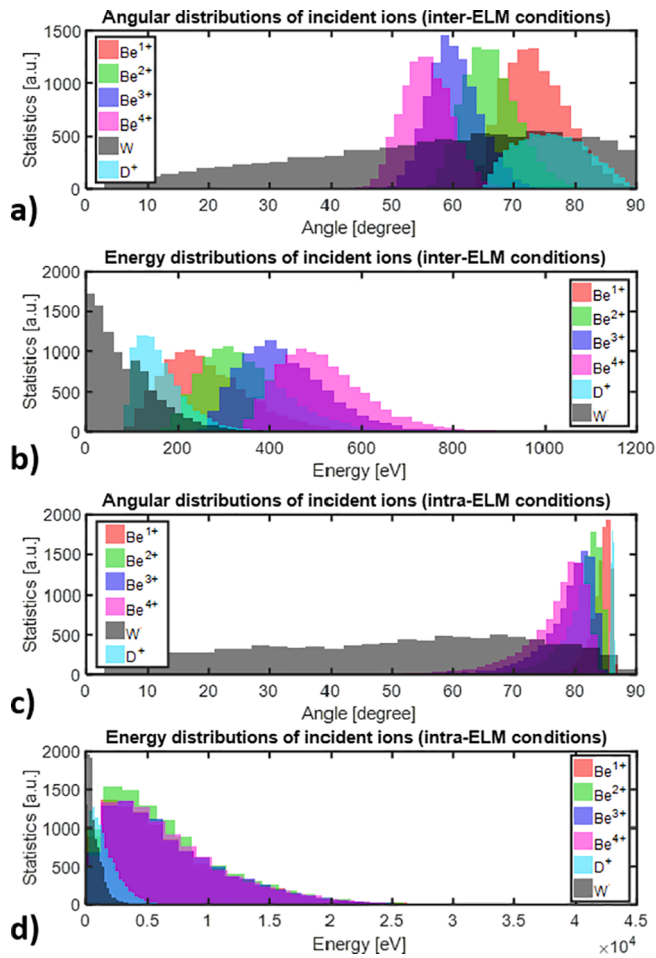 Angular distributions of incident ions (inter-ELM conditions)
Statistics [a.u.]
1500
1000
500
0
Be1+
Be2+
Be3+
Be4+
W
D+
0 10 20 30 40 50 60 70 80 90
Angle [degree]
a)
Energy distributions of incident ions (inter-ELM conditions)
Statistics [a.u.]
2000
1500
1000
500
0
Be1+
Be2+
Be3+
Be4+
D+
W
0 200 400 600 800 1000 1200
Energy [eV]
b)
Angular distributions of incident ions (intra-ELM conditions)
Statistics [a.u.]
2000
1500
1000
500
0
Be1+
Be2+
Be3+
Be4+
W
D+
0 10 20 30 40 50 60 70 80 90
Angle [degree]
c)
Energy distributions of incident ions (intra-ELM conditions)
Statistics [a.u.]
2000
1500
1000
500
0
Be1+
Be2+
Be3+
Be4+
D+
W
0 0.5 1 1.5 2 2.5 3 3.5 4 4.5
Energy [eV]
×10^4
d)